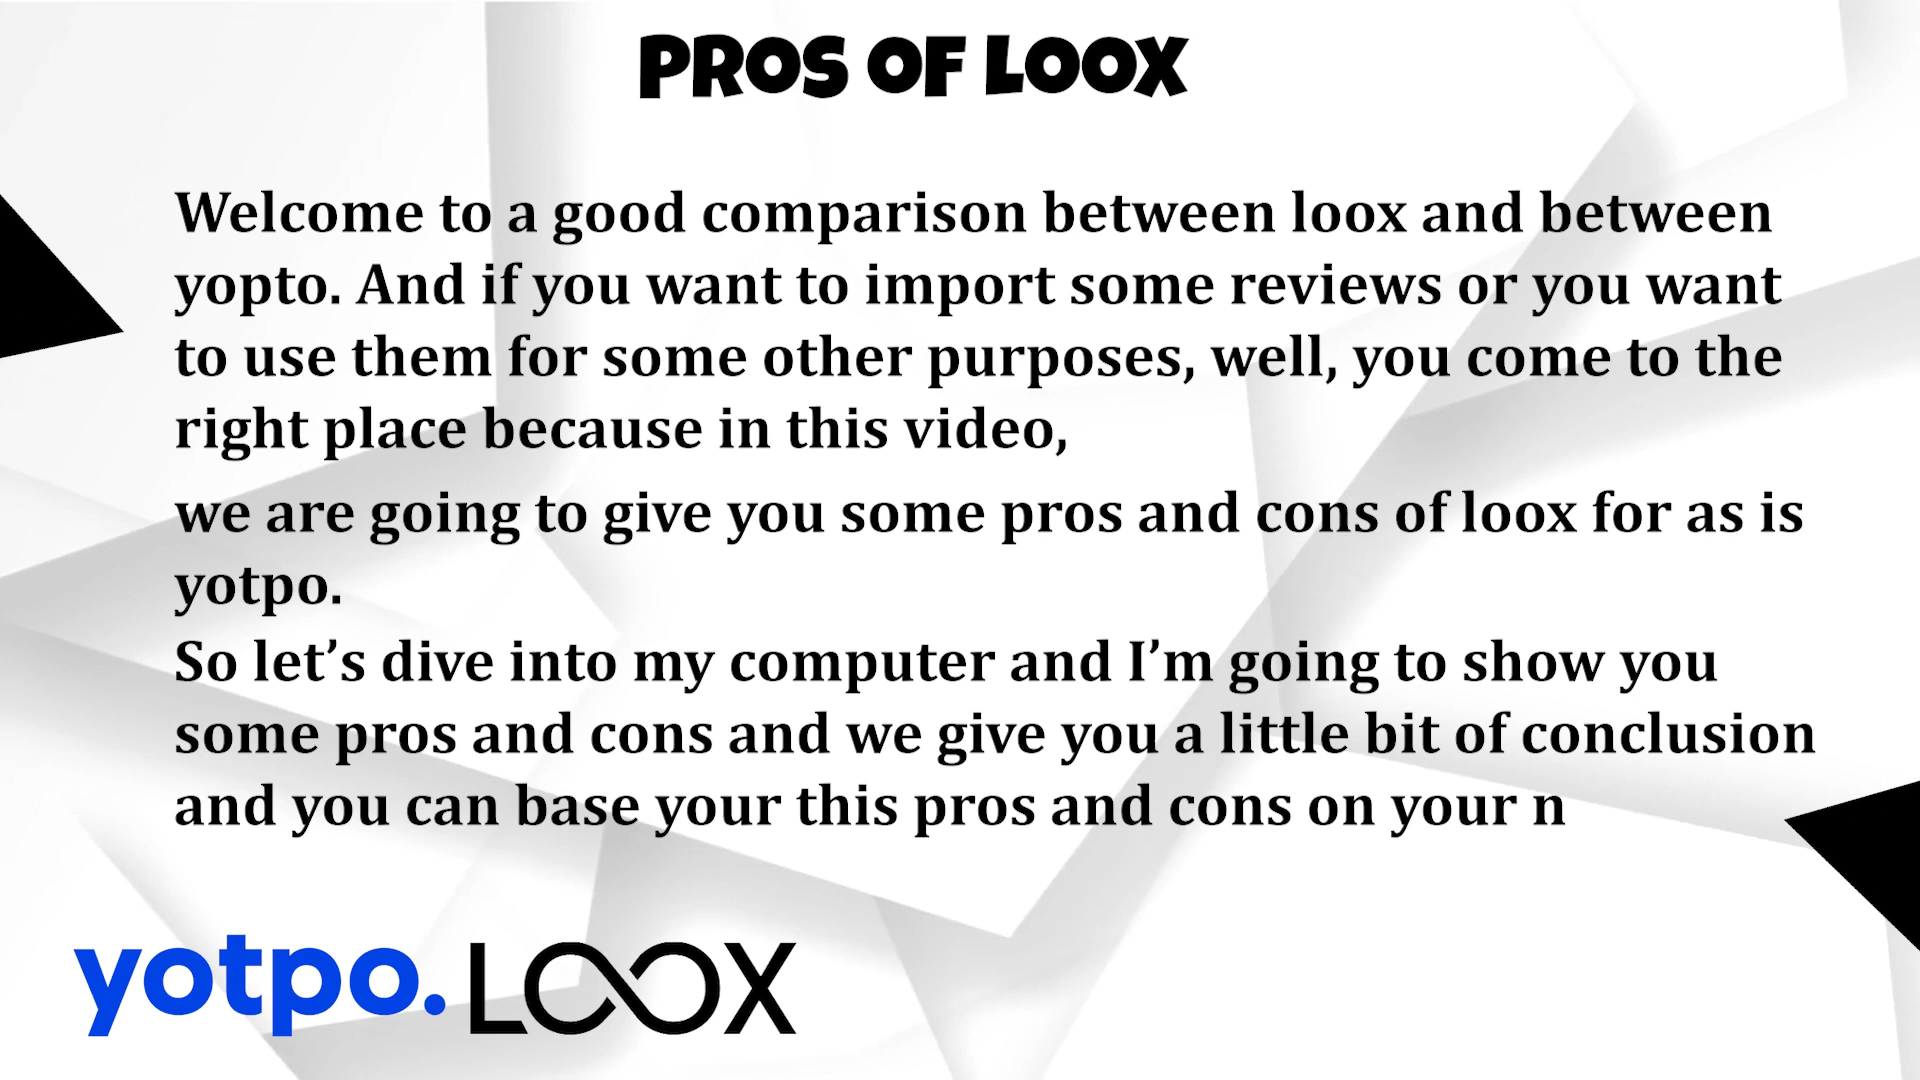 PROS OF LOOX
Welcome to a good comparison between loox and between
yopto. And if you want to import some reviews or you want
to use them for some other purposes, well, you come to the
right place because in this video,
we are going to give you some pros and cons of loox for as is
yotpo.
So let’s dive into my computer and I’m going to show you
some pros and cons and we give you a little bit of conclusion
and you can base your this pros and cons on your n
yotpo. LOOX